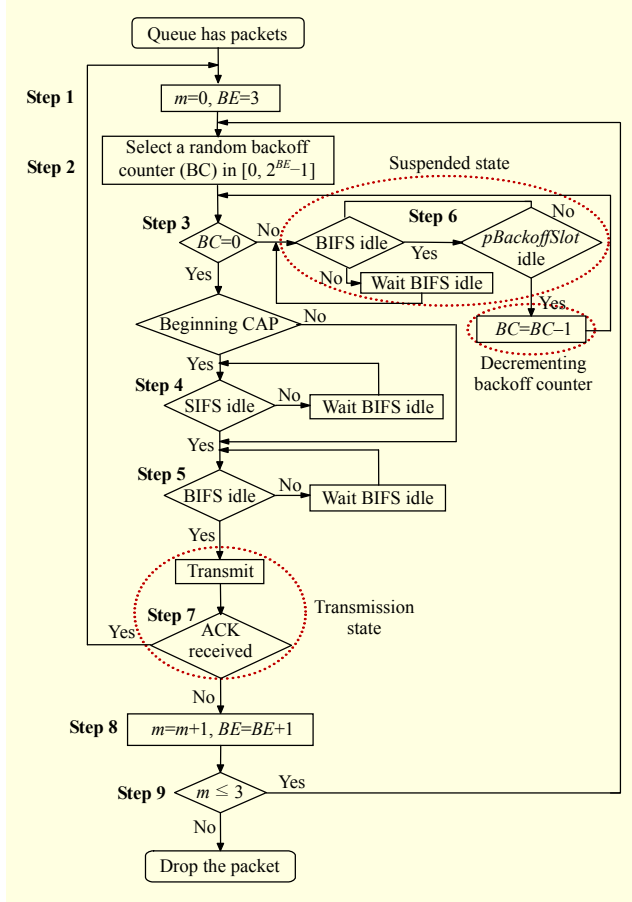 Queue has packets
Step 1
m=0, BE=3
Step 2
Select a random backoff
counter (BC) in [0, 2^BE−1]
Suspended state
Step 3
BC=0
No
Step 6
BIFS idle
Yes
pBackoffSlot
idle
No
No
Wait BIFS idle
Yes
Yes
BC=BC−1
Decrementing
backoff counter
Beginning CAP
No
Yes
Step 4
SIFS idle
No
Wait BIFS idle
Yes
Step 5
BIFS idle
No
Wait BIFS idle
Yes
Transmit
Step 7
ACK
received
Transmission
state
Yes
No
Step 8
m=m+1, BE=BE+1
Step 9
m ≤ 3
Yes
No
Drop the packet